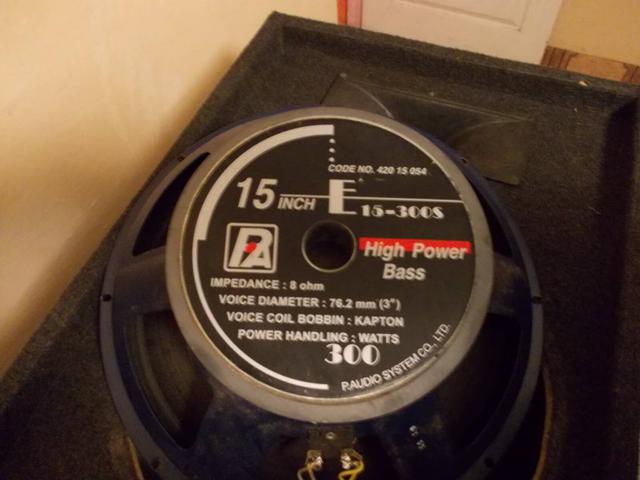 CODE NO. 420 15 054
15 INCH E 15-300S
PA
High Power
Bass
IMPEDANCE : 8 ohm
VOICE DIAMETER : 76.2 mm (3")
VOICE COIL BOBBIN : KAPTON
POWER HANDLING : WATTS
300
P.AUDIO SYSTEM CO., LTD.